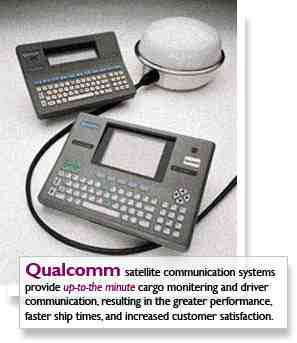 Qualcomm satellite communication systems
provide up-to-the minute cargo monitering and driver
communication, resulting in the greater performance,
faster ship times, and increased customer satisfaction.